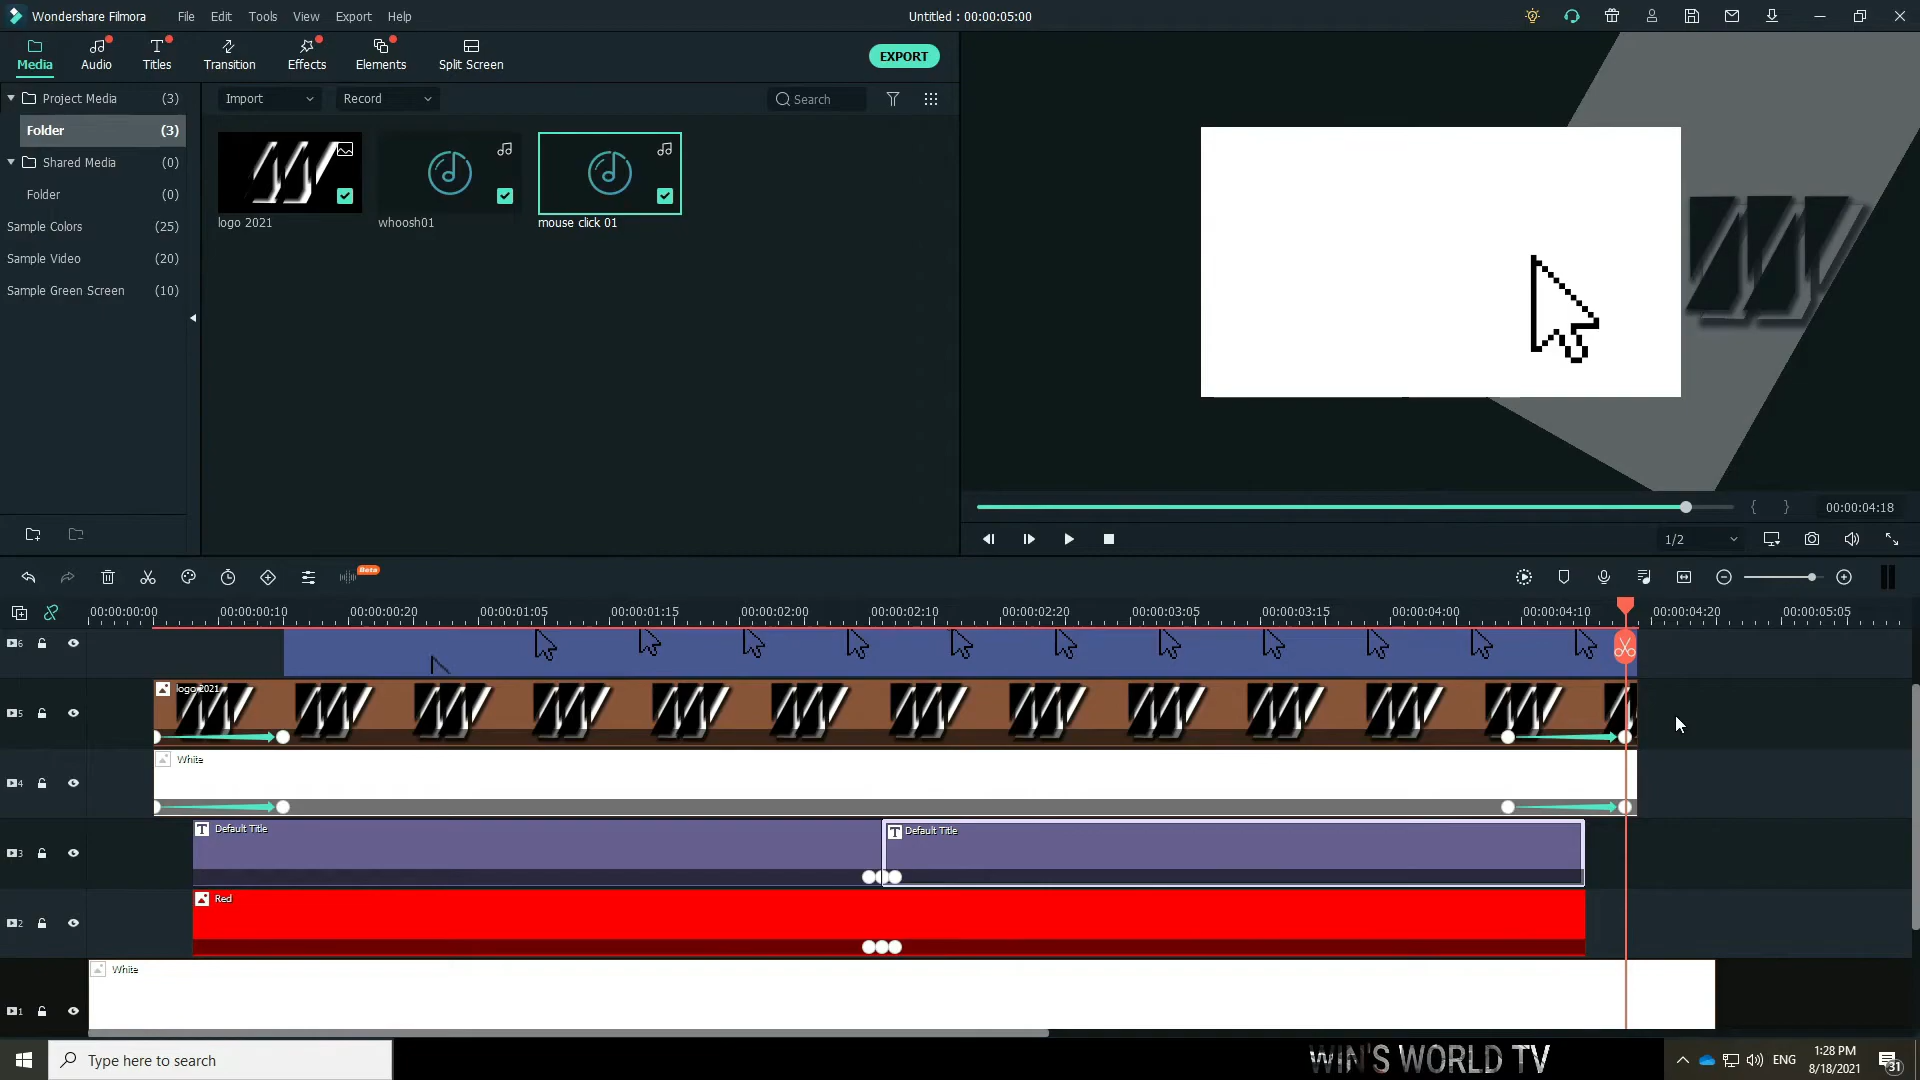 Wondershare Filmora File Edit Tools View Export Help Untitled : 00:00:05:00
Media Audio Titles Transition Effects Elements Split Screen EXPORT
Project Media (3)
Folder (3)
Shared Media (0)
Folder (0)
Sample Colors (25)
Sample Video (20)
Sample Green Screen (10)
Import Record Search
logo 2021 whoosh01 mouse click 01
{ } 00:00:04:18
1/2
Beta
00:00:00:00 00:00:00:10 00:00:00:20 00:00:01:05 00:00:01:15 00:00:02:00 00:00:02:10 00:00:02:20 00:00:03:05 00:00:03:15 00:00:04:00 00:00:04:10 00:00:04:20 00:00:05:05
6
5 logo 2021
4 White
3 Default Title Default Title
2 Red
1 White
Type here to search
WIN'S WORLD TV
ENG
1:28 PM
8/18/2021
31